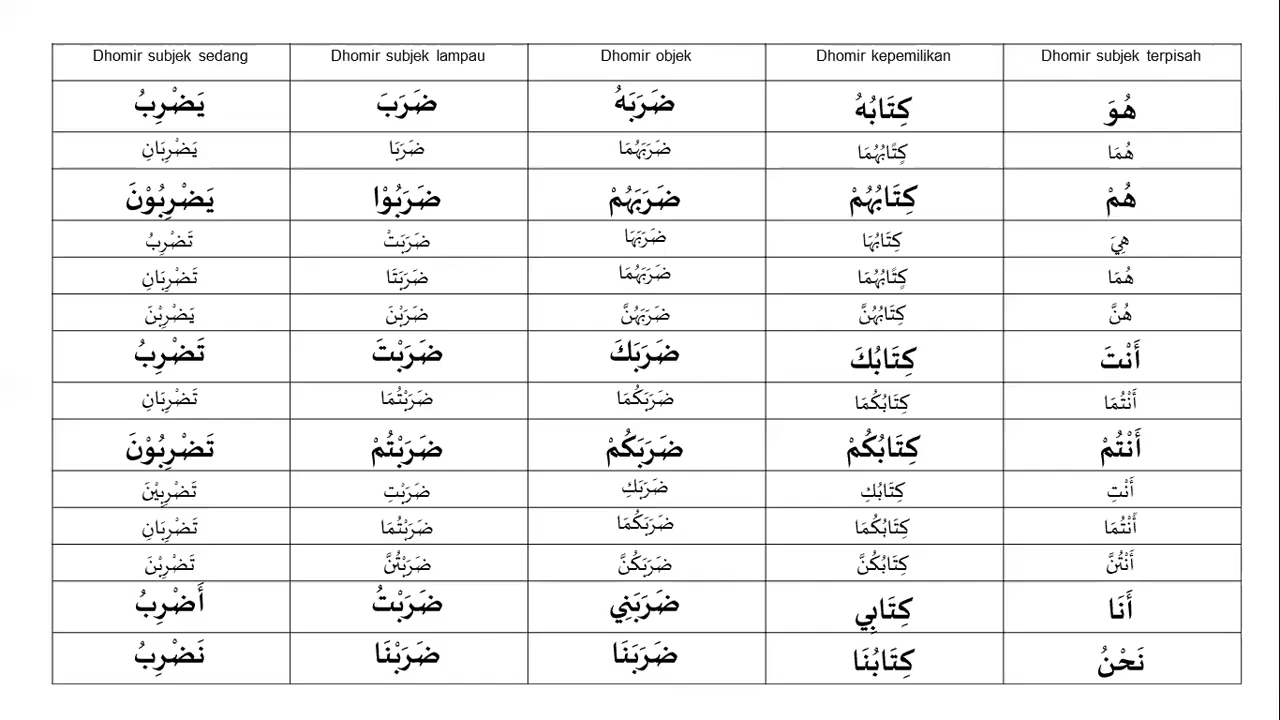 Dhomir subjek sedang Dhomir subjek lampau Dhomir objek Dhomir kepemilikan Dhomir subjek terpisah
يَضْرِبُ ضَرَبَ ضَرَبَهُ كِتَابُهُ هُوَ
يَضْرِبَانِ ضَرَبَا ضَرَبَهُمَا كِتَابُهُمَا هُمَا
يَضْرِبُوْنَ ضَرَبُوْا ضَرَبَهُمْ كِتَابُهُمْ هُمْ
تَضْرِبُ ضَرَبَتْ ضَرَبَهَا كِتَابُهَا هِيَ
تَضْرِبَانِ ضَرَبَتَا ضَرَبَهُمَا كِتَابُهُمَا هُمَا
يَضْرِبْنَ ضَرَبْنَ ضَرَبَهُنَّ كِتَابُهُنَّ هُنَّ
تَضْرِبُ ضَرَبْتَ ضَرَبَكَ كِتَابُكَ أَنْتَ
تَضْرِبَانِ ضَرَبْتُمَا ضَرَبَكُمَا كِتَابُكُمَا أَنْتُمَا
تَضْرِبُوْنَ ضَرَبْتُمْ ضَرَبَكُمْ كِتَابُكُمْ أَنْتُمْ
تَضْرِبِيْنَ ضَرَبْتِ ضَرَبَكِ كِتَابُكِ أَنْتِ
تَضْرِبَانِ ضَرَبْتُمَا ضَرَبَكُمَا كِتَابُكُمَا أَنْتُمَا
تَضْرِبْنَ ضَرَبْتُنَّ ضَرَبَكُنَّ كِتَابُكُنَّ أَنْتُنَّ
أَضْرِبُ ضَرَبْتُ ضَرَبَنِي كِتَابِي أَنَا
نَضْرِبُ ضَرَبْنَا ضَرَبَنَا كِتَابُنَا نَحْنُ